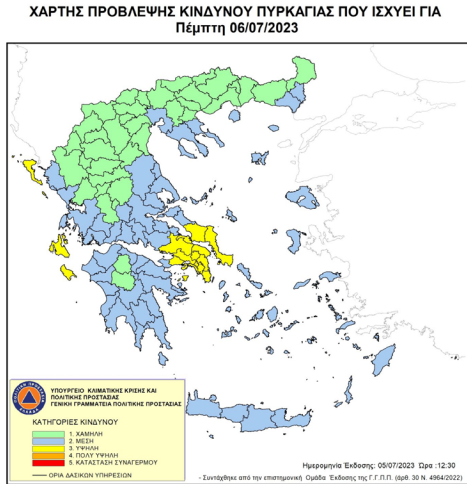 ΧΑΡΤΗΣ ΠΡΟΒΛΕΨΗΣ ΚΙΝΔΥΝΟΥ ΠΥΡΚΑΓΙΑΣ ΠΟΥ ΙΣΧΥΕΙ ΓΙΑ
Πέμπτη 06/07/2023
ΥΠΟΥΡΓΕΙΟ ΚΛΙΜΑΤΙΚΗΣ ΚΡΙΣΗΣ ΚΑΙ
ΠΟΛΙΤΙΚΗΣ ΠΡΟΣΤΑΣΙΑΣ
ΓΕΝΙΚΗ ΓΡΑΜΜΑΤΕΙΑ ΠΟΛΙΤΙΚΗΣ ΠΡΟΣΤΑΣΙΑΣ
ΚΑΤΗΓΟΡΙΕΣ ΚΙΝΔΥΝΟΥ
1. ΧΑΜΗΛΗ
2. ΜΕΣΗ
3. ΥΨΗΛΗ
4. ΠΟΛΥ ΥΨΗΛΗ
5. ΚΑΤΑΣΤΑΣΗ ΣΥΝΑΓΕΡΜΟΥ
ΟΡΙΑ ΔΑΣΙΚΩΝ ΥΠΗΡΕΣΙΩΝ
Ημερομηνία Έκδοσης: 05/07/2023 Ώρα :12:30
- Συντάχθηκε από την επιστημονική Ομάδα Έκδοσης της Γ.Γ.Π.Π. (άρθ. 30 Ν. 4964/2022)